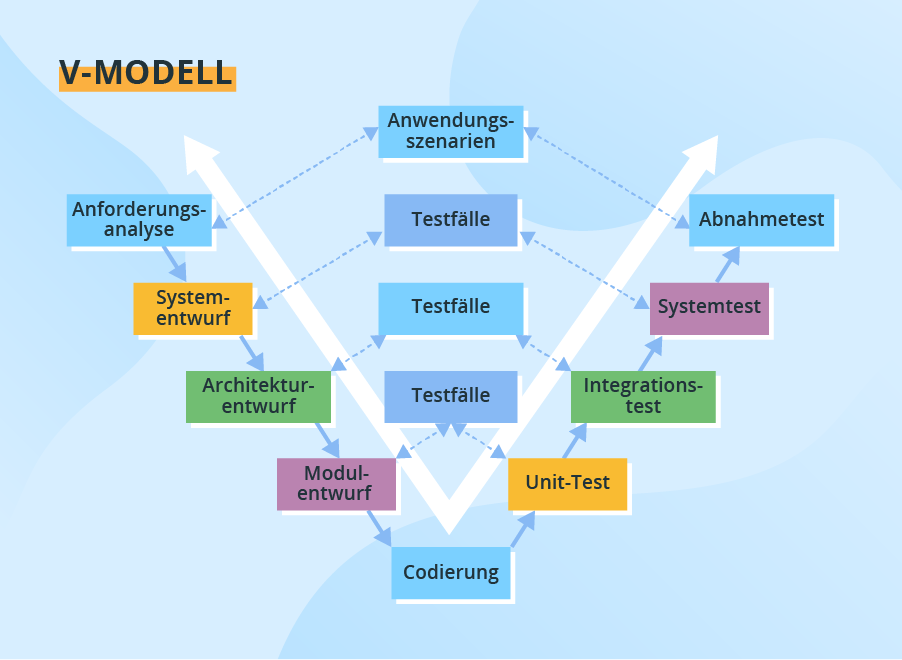 V-MODELL
Anwendungs-
szenarien
Anforderungs-
analyse
Testfälle
Abnahmetest
System-
entwurf
Testfälle
Systemtest
Architektur-
entwurf
Testfälle
Integrations-
test
Modul-
entwurf
Unit-Test
Codierung